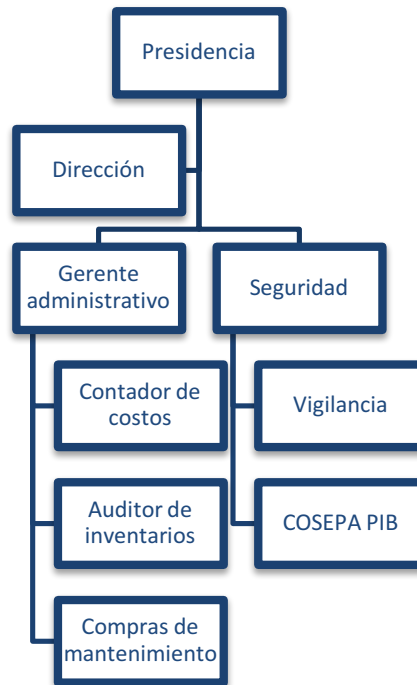 Presidencia
Dirección
Gerente
administrativo
Seguridad
Contador de
costos
Vigilancia
Auditor de
inventarios
COSEPA PIB
Compras de
mantenimiento